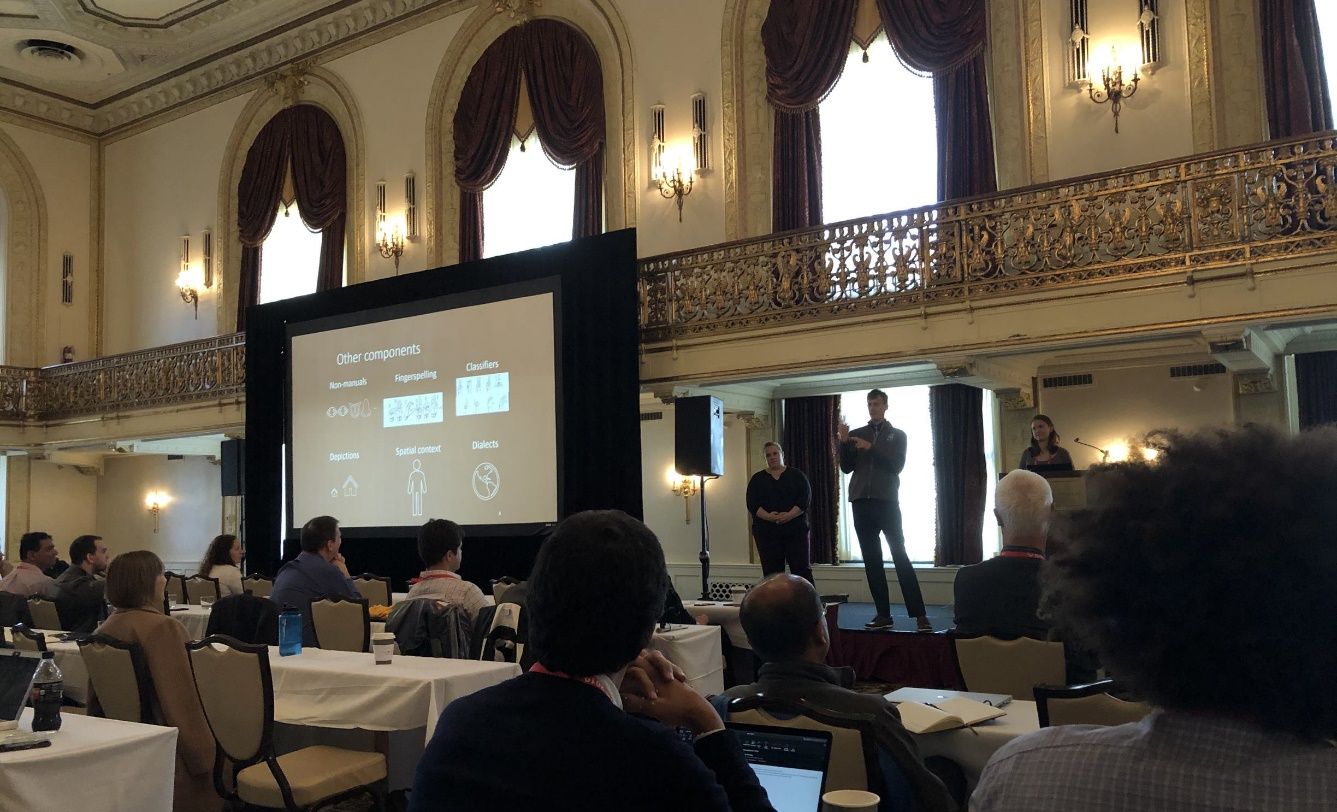 Other components
Non-manuals
Fingerspelling
Classifiers
Depictions
Spatial context
Dialects